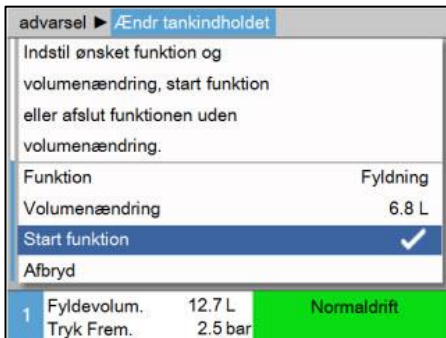 advarsel ► Ændr tankindholdet
Indstil ønsket funktion og
volumenændring, start funktion
eller afslut funktionen uden
volumenændring.
Funktion Fyldning
Volumenændring 6.8 L
Start funktion ✓
Afbryd
1 Fyldevolum. 12.7 L Normaldrift
Tryk Frem. 2.5 bar